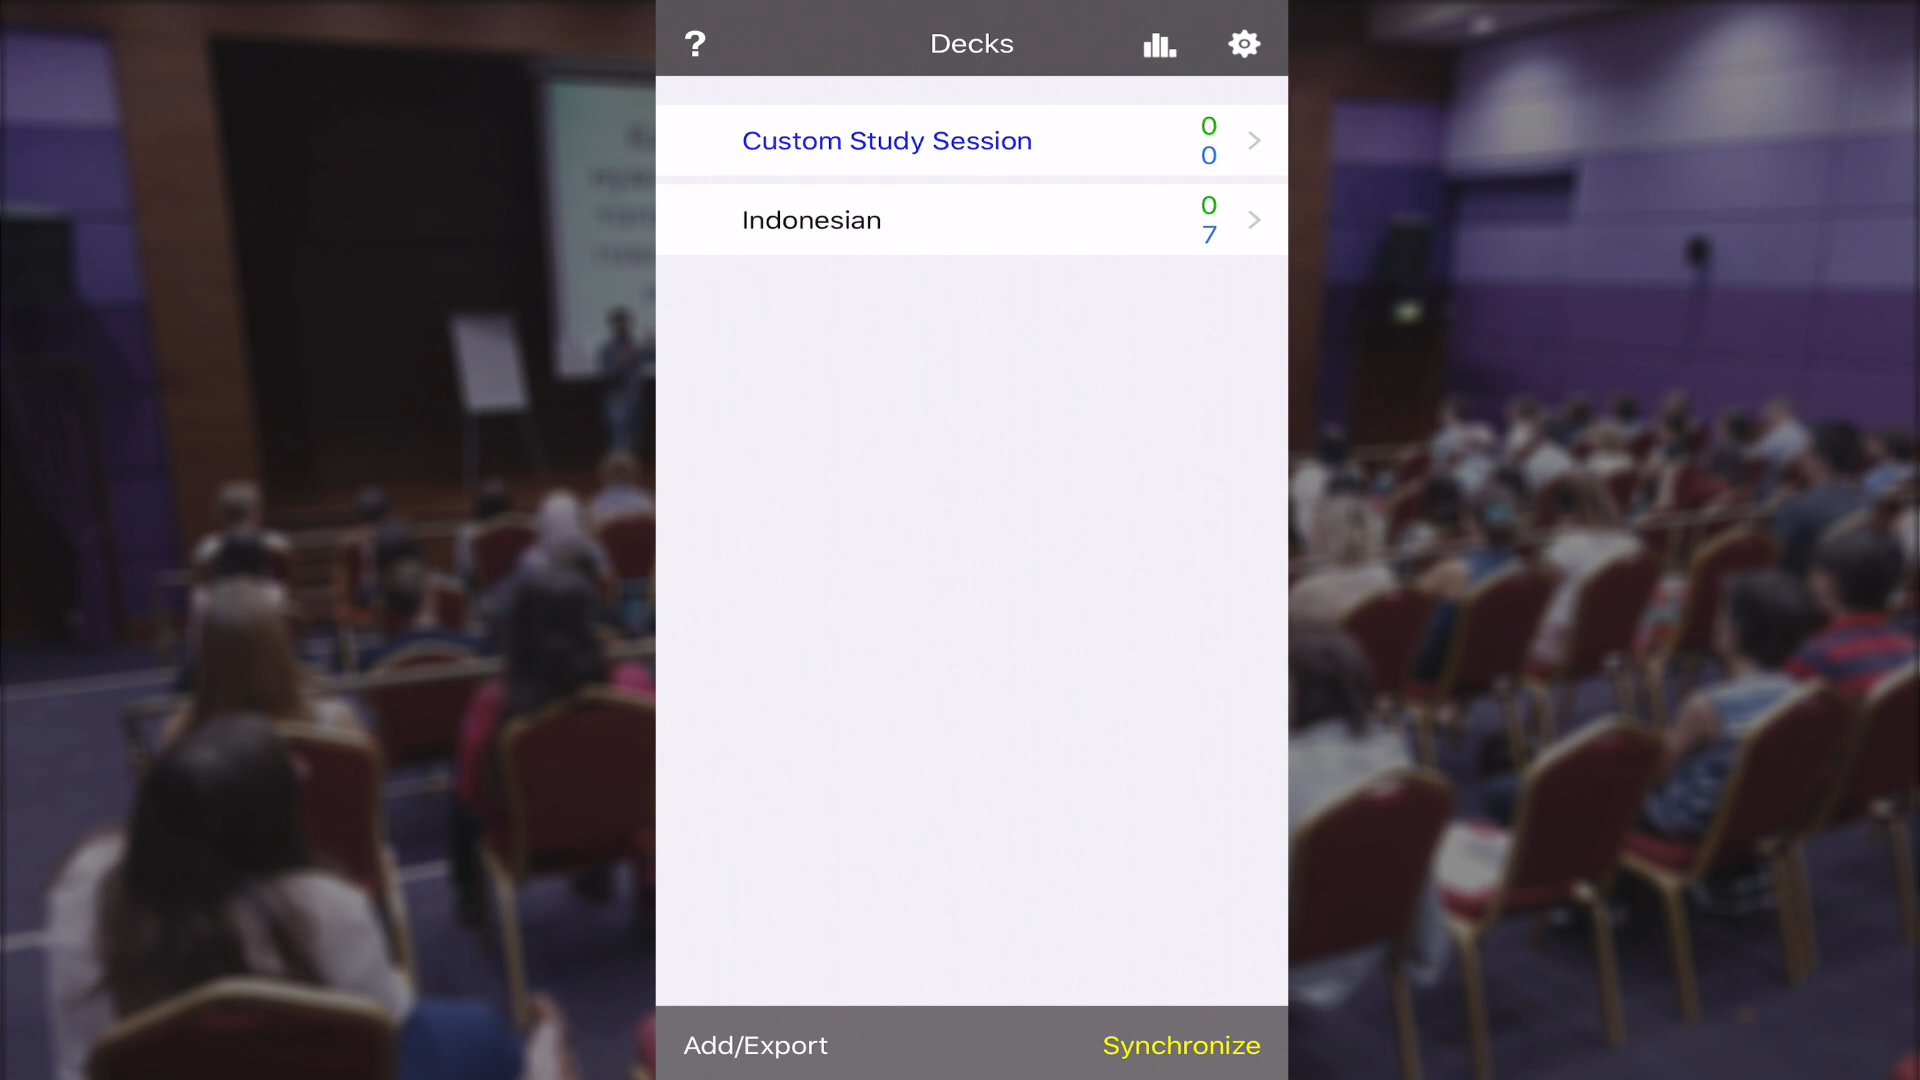 ?
Decks
Custom Study Session
0
0
Indonesian
0
7
Add/Export
Synchronize